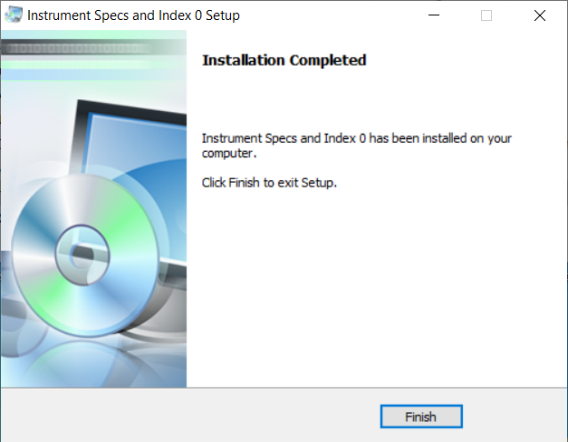 Instrument Specs and Index 0 Setup
Installation Completed
Instrument Specs and Index 0 has been installed on your
computer.
Click Finish to exit Setup.
Finish